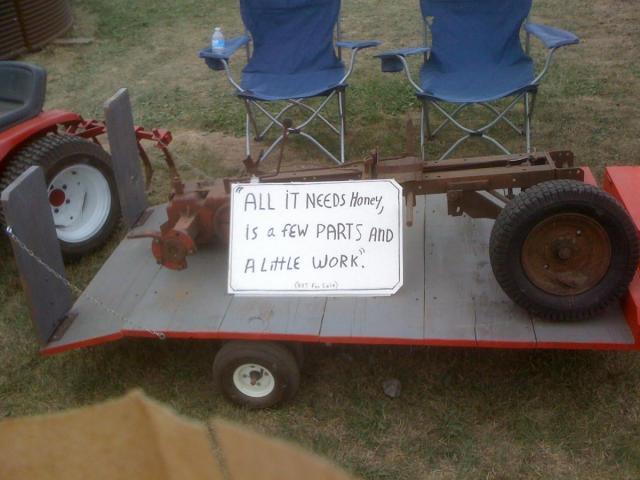 "ALL iT NEEDS Honey,
is a few PARTS AND
A LiTTLE WORK".
(NOT For Sale)